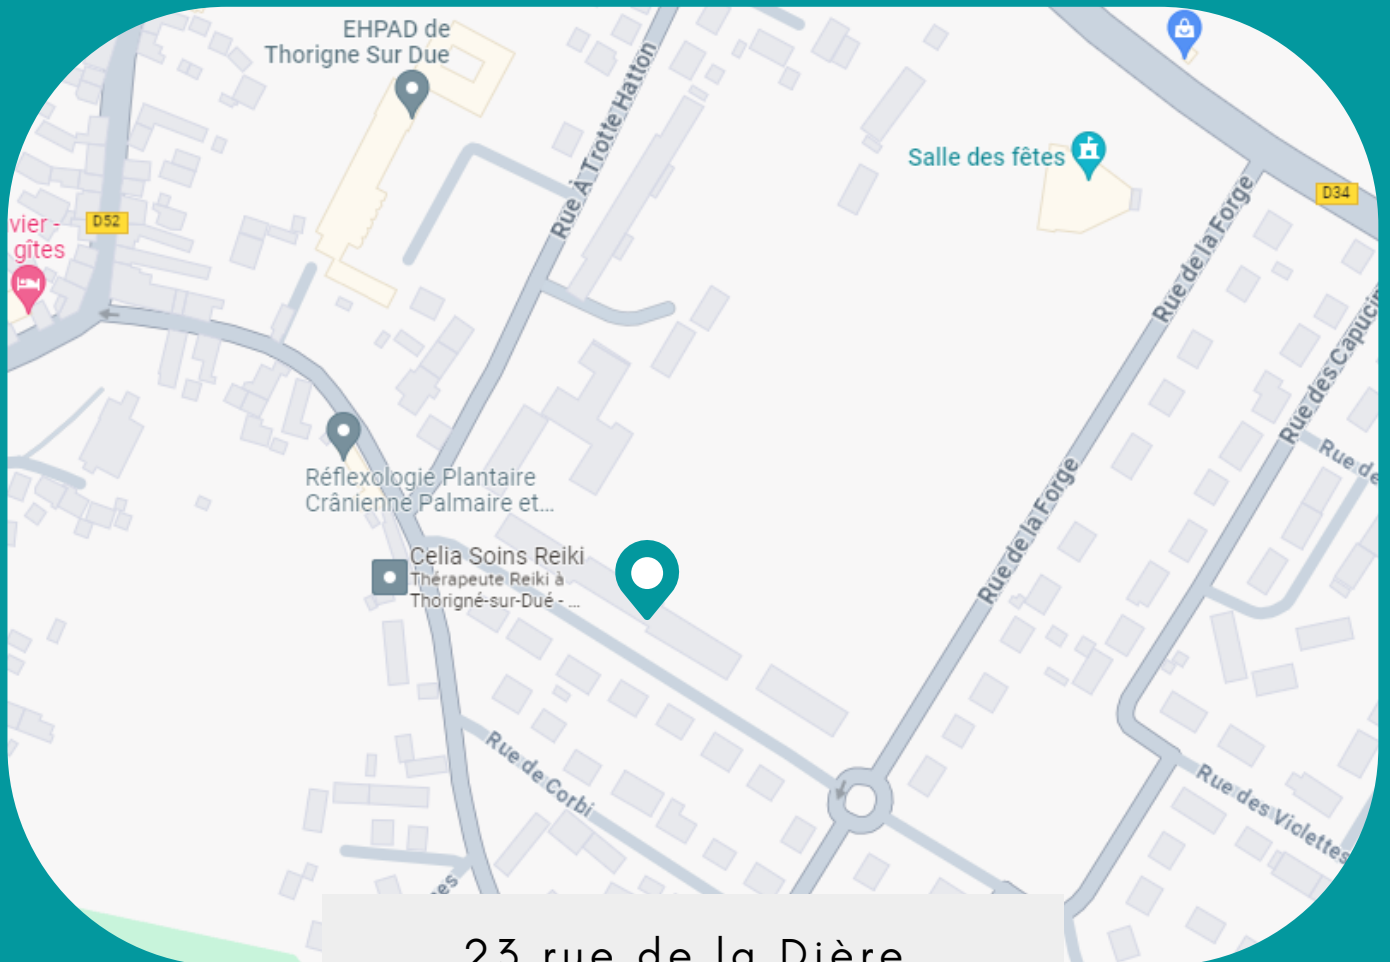 EHPAD de
Thorigne Sur Due
Rue À Trotte Hatton
Salle des fêtes
D34
D52
vier -
gîtes
Rue de la Forge
Rue des Capucin
Rue de
Réflexologie Plantaire
Crânienne Palmaire et...
Celia Soins Reiki
Thérapeute Reiki à
Thorigné-sur-Dué - ...
Rue de la Forge
Rue de Corbi
Rue des Violettes
es
23 rue de la Dière